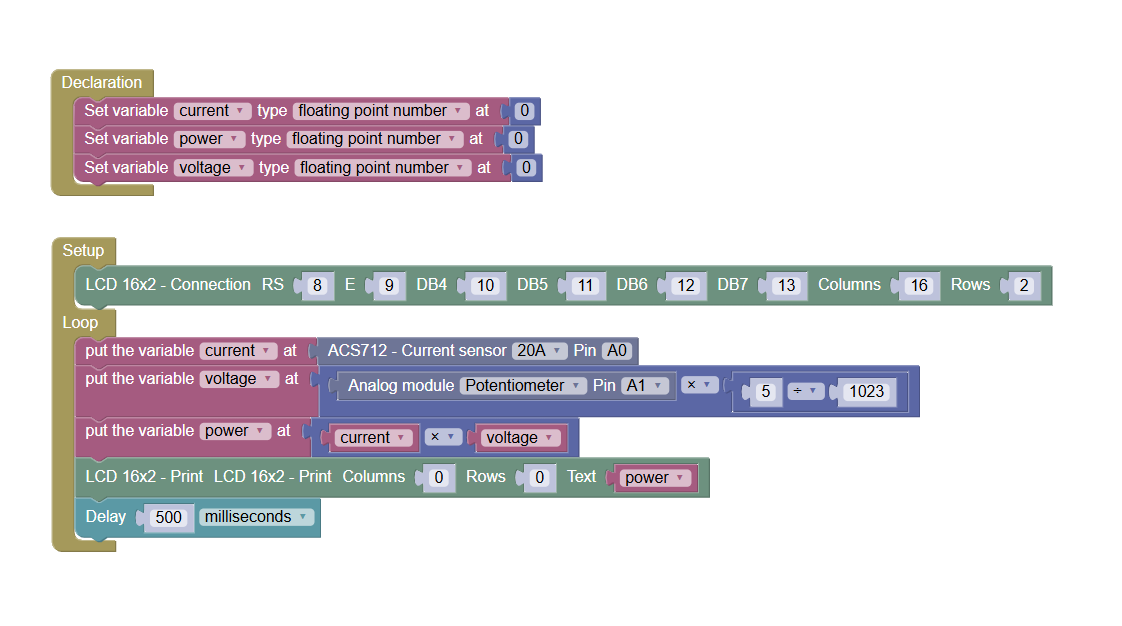 Declaration
Set variable current type floating point number at 0
Set variable power type floating point number at 0
Set variable voltage type floating point number at 0
Setup
LCD 16x2 - Connection RS 8 E 9 DB4 10 DB5 11 DB6 12 DB7 13 Columns 16 Rows 2
Loop
put the variable current at ACS712 - Current sensor 20A Pin A0
put the variable voltage at Analog module Potentiometer Pin A1 × 5 ÷ 1023
put the variable power at current × voltage
LCD 16x2 - Print LCD 16x2 - Print Columns 0 Rows 0 Text power
Delay 500 milliseconds